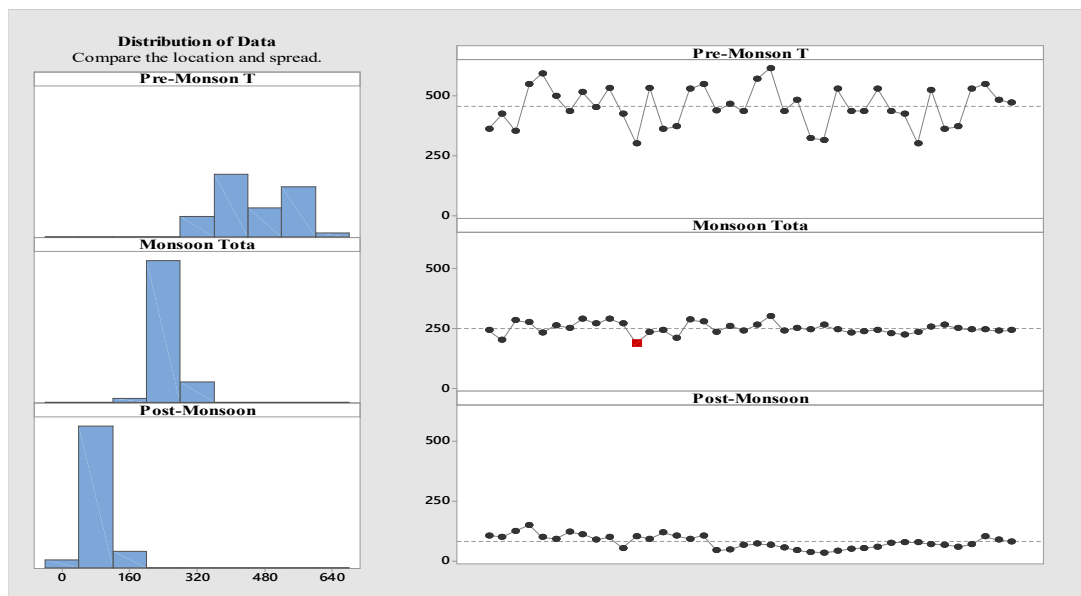 Distribution of Data
Compare the location and spread.
Pre-Monson T
Monsoon Tota
Post-Monsoon
0 160 320 480 640
Pre-Monson T
500
250
0
Monsoon Tota
500
250
0
Post-Monsoon
500
250
0